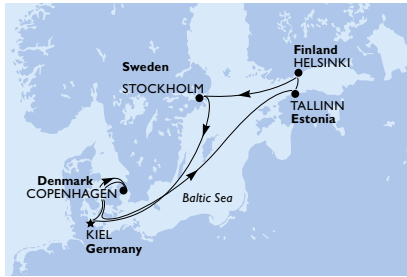 Finland
HELSINKI
Sweden
STOCKHOLM
TALLINN
Estonia
Denmark
COPENHAGEN
Baltic Sea
KIEL
Germany